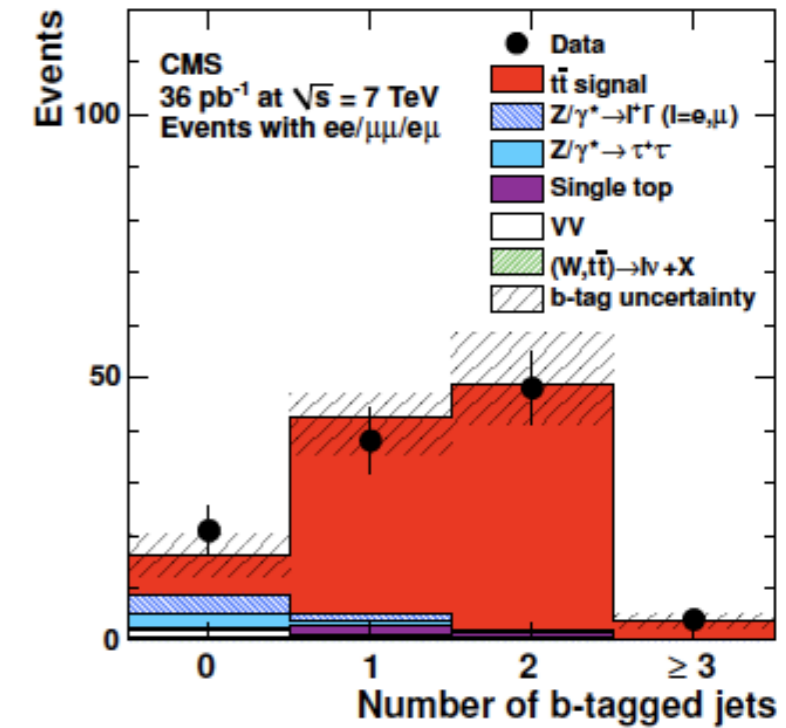 Events
100
50
0
CMS
36 pb⁻¹ at √s = 7 TeV
Events with ee/μμ/eμ
Data
tt̄ signal
Z/γ*→l⁺l⁻ (l=e,μ)
Z/γ*→ τ⁺τ⁻
Single top
VV
(W,tt̄)→lν+X
b-tag uncertainty
0 1 2 ≥ 3
Number of b-tagged jets